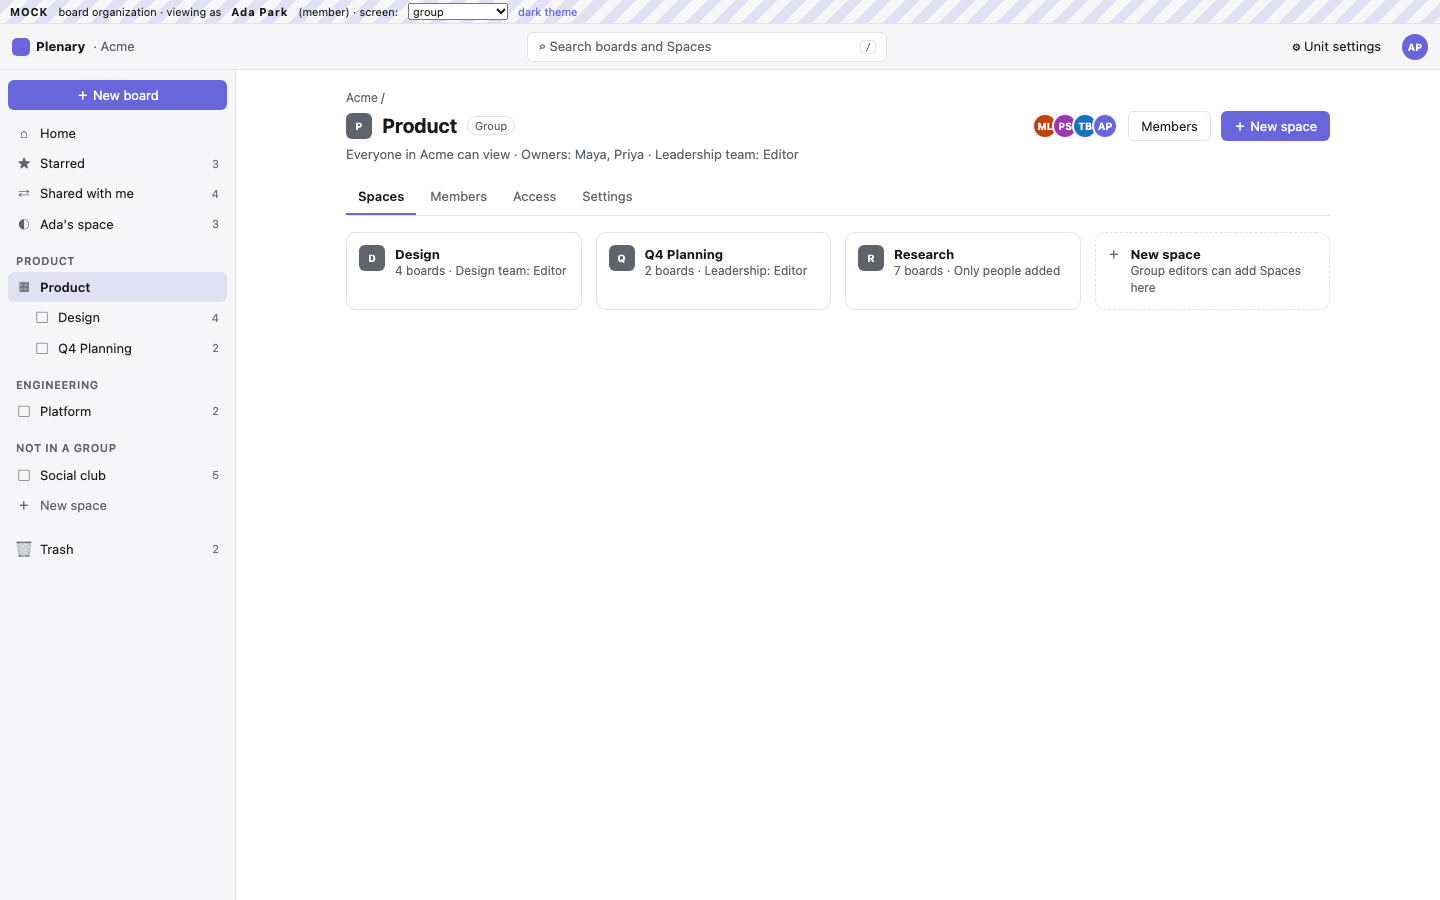 MOCK board organization · viewing as Ada Park (member) · screen: group dark theme
Plenary · Acme
Search boards and Spaces /
Unit settings
AP
+ New board
Home
Starred 3
Shared with me 4
Ada's space 3
PRODUCT
Product
Design 4
Q4 Planning 2
ENGINEERING
Platform 2
NOT IN A GROUP
Social club 5
+ New space
Trash 2
Acme /
P Product Group
ML PS TB AP Members + New space
Everyone in Acme can view · Owners: Maya, Priya · Leadership team: Editor
Spaces Members Access Settings
D Design
4 boards · Design team: Editor
Q Q4 Planning
2 boards · Leadership: Editor
R Research
7 boards · Only people added
+ New space
Group editors can add Spaces
here